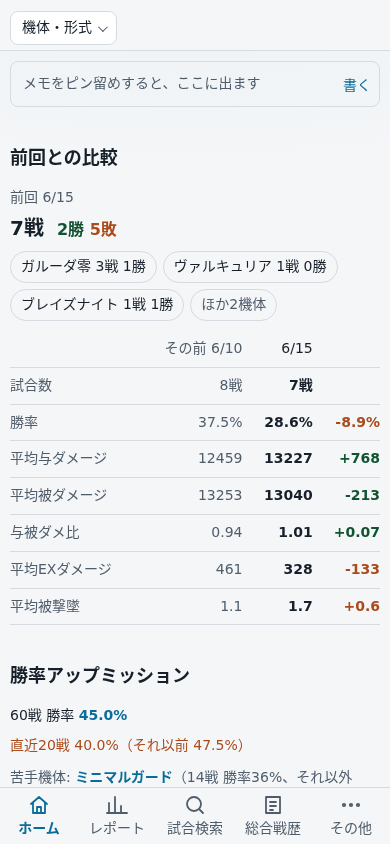 機体・形式
メモをピン留めすると、ここに出ます 書く
前回との比較
前回 6/15
7戦 2勝 5敗
ガルーダ零 3戦 1勝 ヴァルキュリア 1戦 0勝
ブレイズナイト 1戦 1勝 ほか2機体
その前 6/10 6/15
試合数 8戦 7戦
勝率 37.5% 28.6% -8.9%
平均与ダメージ 12459 13227 +768
平均被ダメージ 13253 13040 -213
与被ダメ比 0.94 1.01 +0.07
平均EXダメージ 461 328 -133
平均被撃墜 1.1 1.7 +0.6
勝率アップミッション
60戦 勝率 45.0%
直近20戦 40.0%（それ以前 47.5%）
苦手機体: ミニマルガード（14戦 勝率36%、それ以外
ホーム レポート 試合検索 総合戦歴 その他